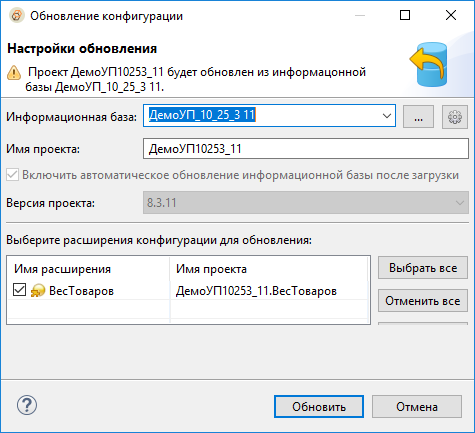 Обновление конфигурации
Настройки обновления
Проект ДемоУП10253_11 будет обновлен из информацонной
базы ДемоУП_10_25_3 11.
Информационная база: ДемоУП_10_25_3 11 ...
Имя проекта: ДемоУП10253_11
Включить автоматическое обновление информационной базы после загрузки
Версия проекта: 8.3.11
Выберите расширения конфигурации для обновления:
Имя расширения Имя проекта Выбрать все
ВесТоваров ДемоУП10253_11.ВесТоваров
Отменить все
? Обновить Отмена